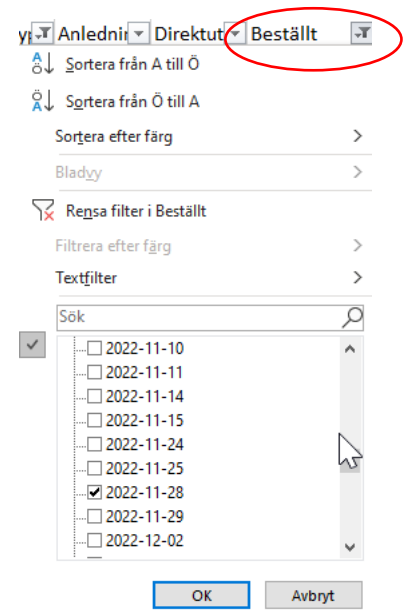 Anlednir Direktut Beställt
Sortera från A till Ö
Sortera från Ö till A
Sortera efter färg
Bladvy
Rensa filter i Beställt
Filtrera efter färg
Textfilter
Sök
2022-11-10
2022-11-11
2022-11-14
2022-11-15
2022-11-24
2022-11-25
2022-11-28
2022-11-29
2022-12-02
OK Avbryt